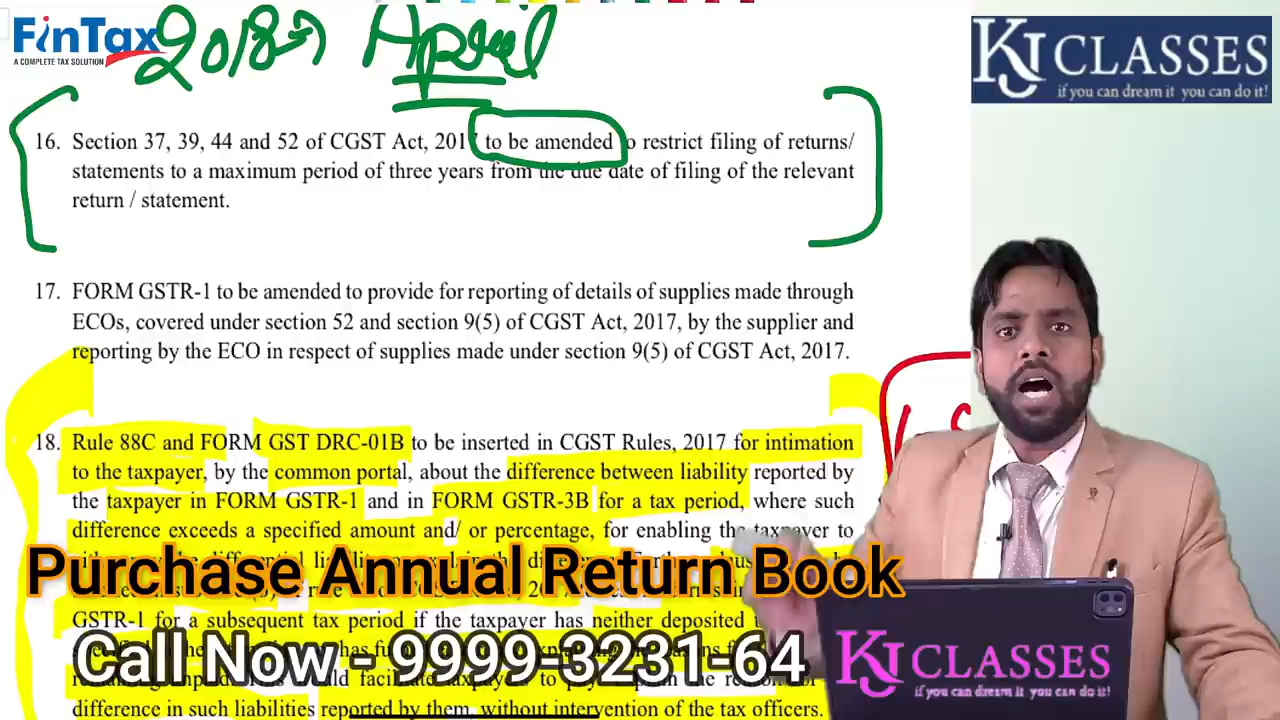 FinTax
A COMPLETE TAX SOLUTION
April
KJ CLASSES
if you can dream it you can do it!
16. Section 37, 39, 44 and 52 of CGST Act, 2017 to be amended to restrict filing of returns/
statements to a maximum period of three years from the due date of filing of the relevant
return / statement.
17. FORM GSTR-1 to be amended to provide for reporting of details of supplies made through
ECOs, covered under section 52 and section 9(5) of CGST Act, 2017, by the supplier and
reporting by the ECO in respect of supplies made under section 9(5) of CGST Act, 2017.
18. Rule 88C and FORM GST DRC-01B to be inserted in CGST Rules, 2017 for intimation
to the taxpayer, by the common portal, about the difference between liability reported by
the taxpayer in FORM GSTR-1 and in FORM GSTR-3B for a tax period, where such
difference exceeds a specified amount and/ or percentage, for enabling the taxpayer to
Purchase Annual Return Book
GSTR-1 for a subsequent tax period if the taxpayer has neither deposited
Call Now - 9999-3231-64
difference in such liabilities reported by them, without intervention of the tax officers.
KJ CLASSES
if you can dream it you can do it!